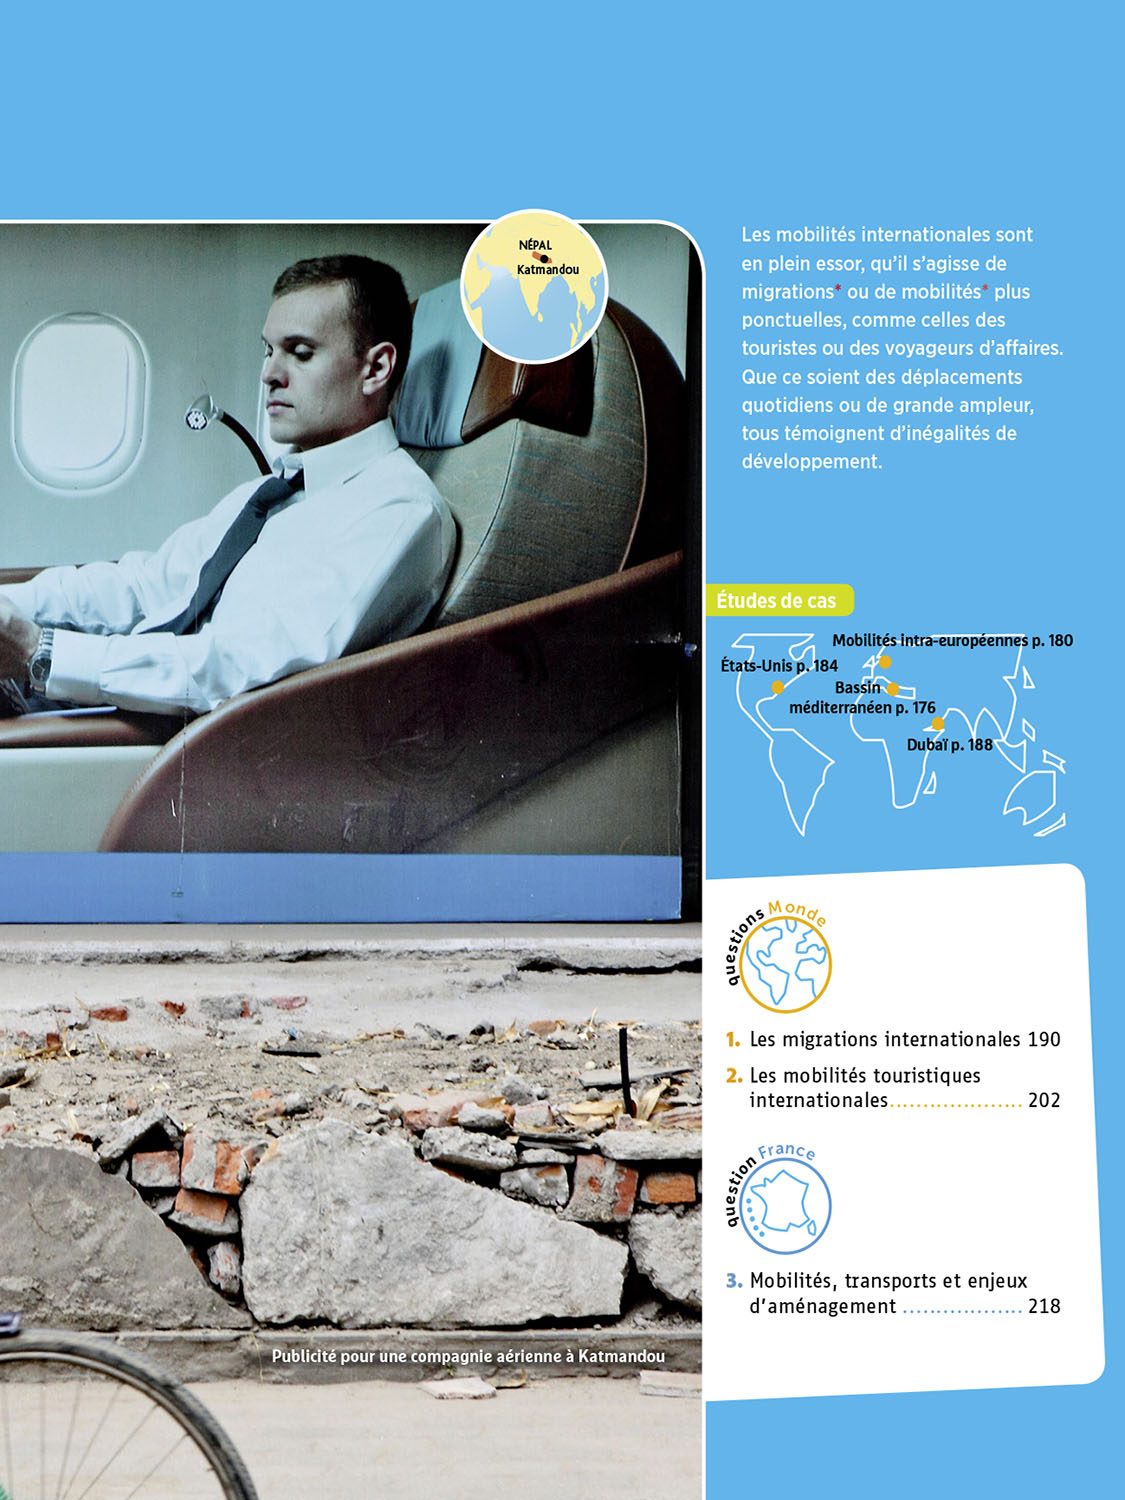 NÉPAL
Katmandou
Les mobilités internationales sont
en plein essor, qu'il s'agisse de
migrations* ou de mobilités* plus
ponctuelles, comme celles des
touristes ou des voyageurs d'affaires.
Que ce soient des déplacements
quotidiens ou de grande ampleur,
tous témoignent d'inégalités de
développement.
Études de cas
Mobilités intra-européennes p. 180
États-Unis p. 184
Bassin
méditerranéen p. 176
Dubaï p. 188
questions Monde
1. Les migrations internationales 190
2. Les mobilités touristiques
internationales.................... 202
question France
3. Mobilités, transports et enjeux
d'aménagement .................. 218
Publicité pour une compagnie aérienne à Katmandou